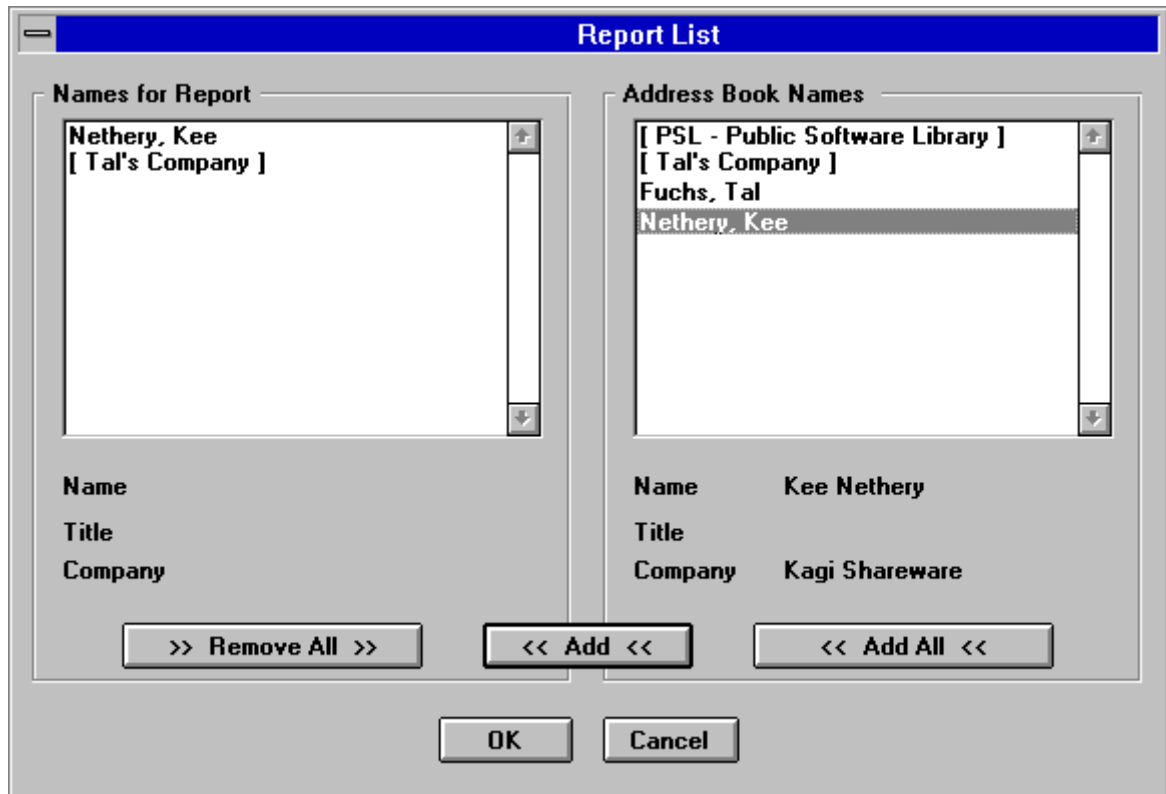 Report List
Names for Report
Nethery, Kee
[ Tal's Company ]
Name
Title
Company
>> Remove All >>
Address Book Names
[ PSL - Public Software Library ]
[ Tal's Company ]
Fuchs, Tal
Nethery, Kee
Name Kee Nethery
Title
Company Kagi Shareware
<< Add <<
<< Add All <<
OK
Cancel